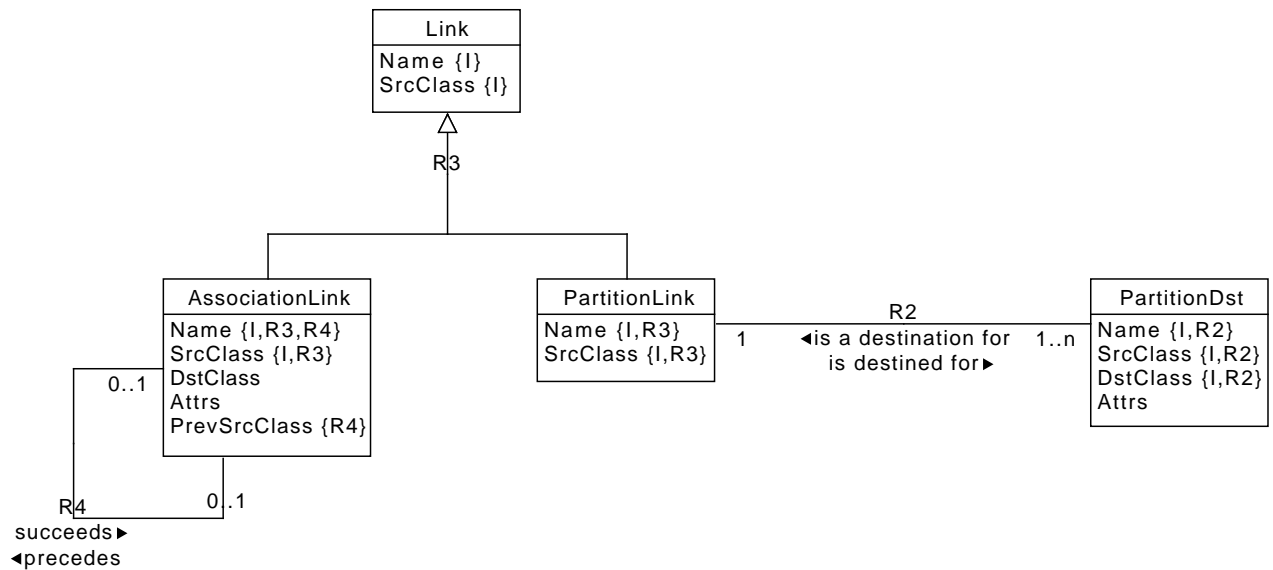 Link
Name {I}
SrcClass {I}
R3
AssociationLink
Name {I,R3,R4}
SrcClass {I,R3}
DstClass
Attrs
PrevSrcClass {R4}
0..1
0..1
R4
succeeds►
◄precedes
PartitionLink
Name {I,R3}
SrcClass {I,R3}
1
R2
◄is a destination for
is destined for►
1..n
PartitionDst
Name {I,R2}
SrcClass {I,R2}
DstClass {I,R2}
Attrs